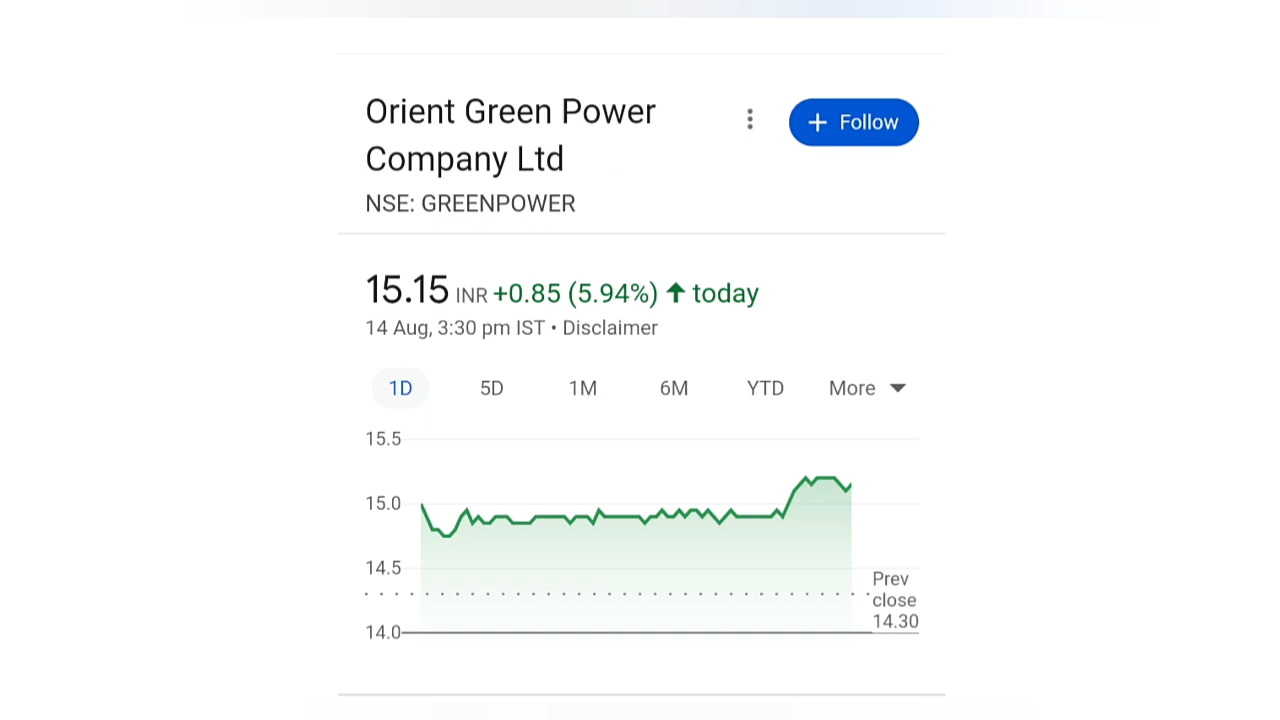 Orient Green Power
Company Ltd
+ Follow
NSE: GREENPOWER
15.15 INR +0.85 (5.94%) ↑ today
14 Aug, 3:30 pm IST • Disclaimer
1D 5D 1M 6M YTD More
15.5
15.0
14.5
14.0
Prev
close
14.30